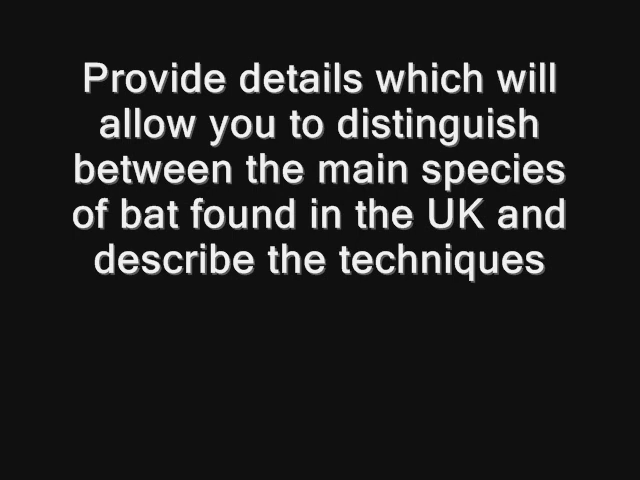 Provide details which will
allow you to distinguish
between the main species
of bat found in the UK and
describe the techniques